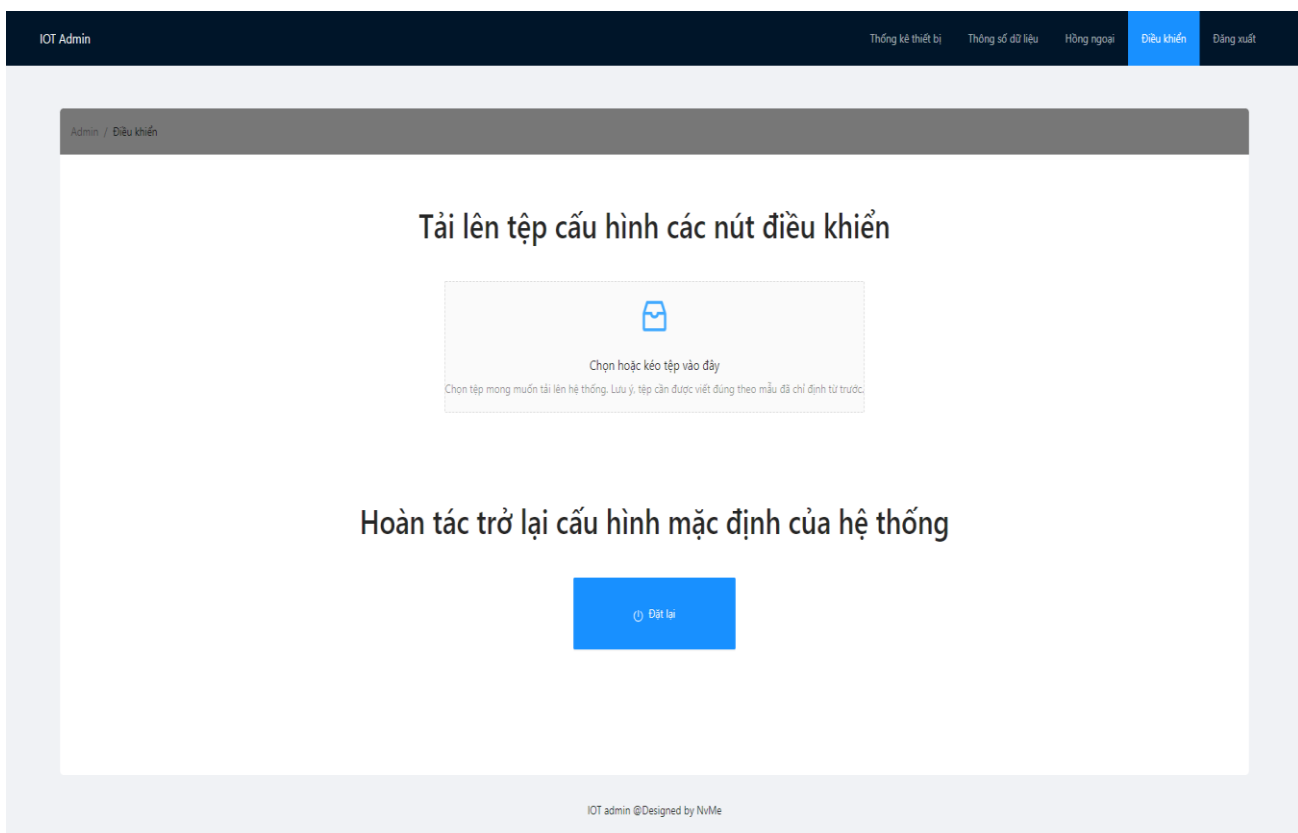 IOT Admin
Thống kê thiết bị Thông số dữ liệu Hồng ngoại Điều khiển Đăng xuất
Admin / Điều khiển
Tải lên tệp cấu hình các nút điều khiển
Chọn hoặc kéo tệp vào đây
Chọn tệp mong muốn tải lên hệ thống. Lưu ý, tệp cần được viết đúng theo mẫu đã chỉ định từ trước.
Hoàn tác trở lại cấu hình mặc định của hệ thống
Đặt lại
IOT admin @Designed by NvMe